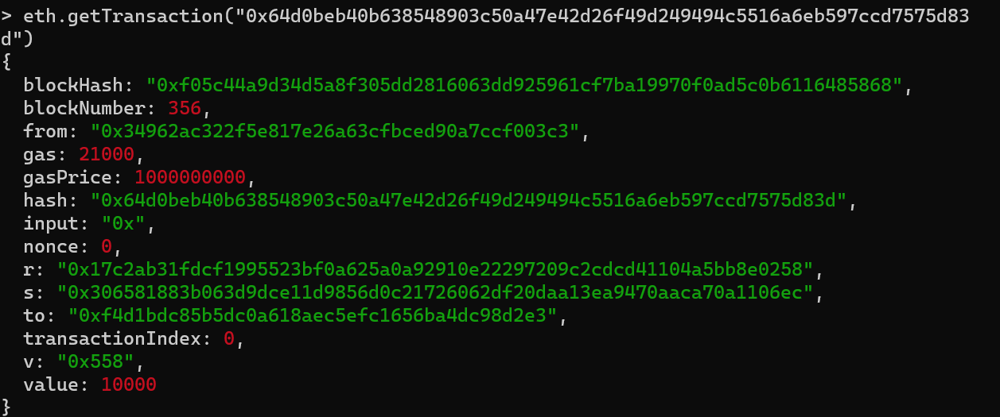 > eth.getTransaction("0x64d0beb40b638548903c50a47e42d26f49d249494c5516a6eb597ccd7575d83
d")
{
  blockHash: "0xf05c44a9d34d5a8f305dd2816063dd925961cf7ba19970f0ad5c0b6116485868",
  blockNumber: 356,
  from: "0x34962ac322f5e817e26a63cfbced90a7ccf003c3",
  gas: 21000,
  gasPrice: 1000000000,
  hash: "0x64d0beb40b638548903c50a47e42d26f49d249494c5516a6eb597ccd7575d83d",
  input: "0x",
  nonce: 0,
  r: "0x17c2ab31fdcf1995523bf0a625a0a92910e22297209c2cdcd41104a5bb8e0258",
  s: "0x306581883b063d9dce11d9856d0c21726062df20daa13ea9470aaca70a1106ec",
  to: "0xf4d1bdc85b5dc0a618aec5efc1656ba4dc98d2e3",
  transactionIndex: 0,
  v: "0x558",
  value: 10000
}